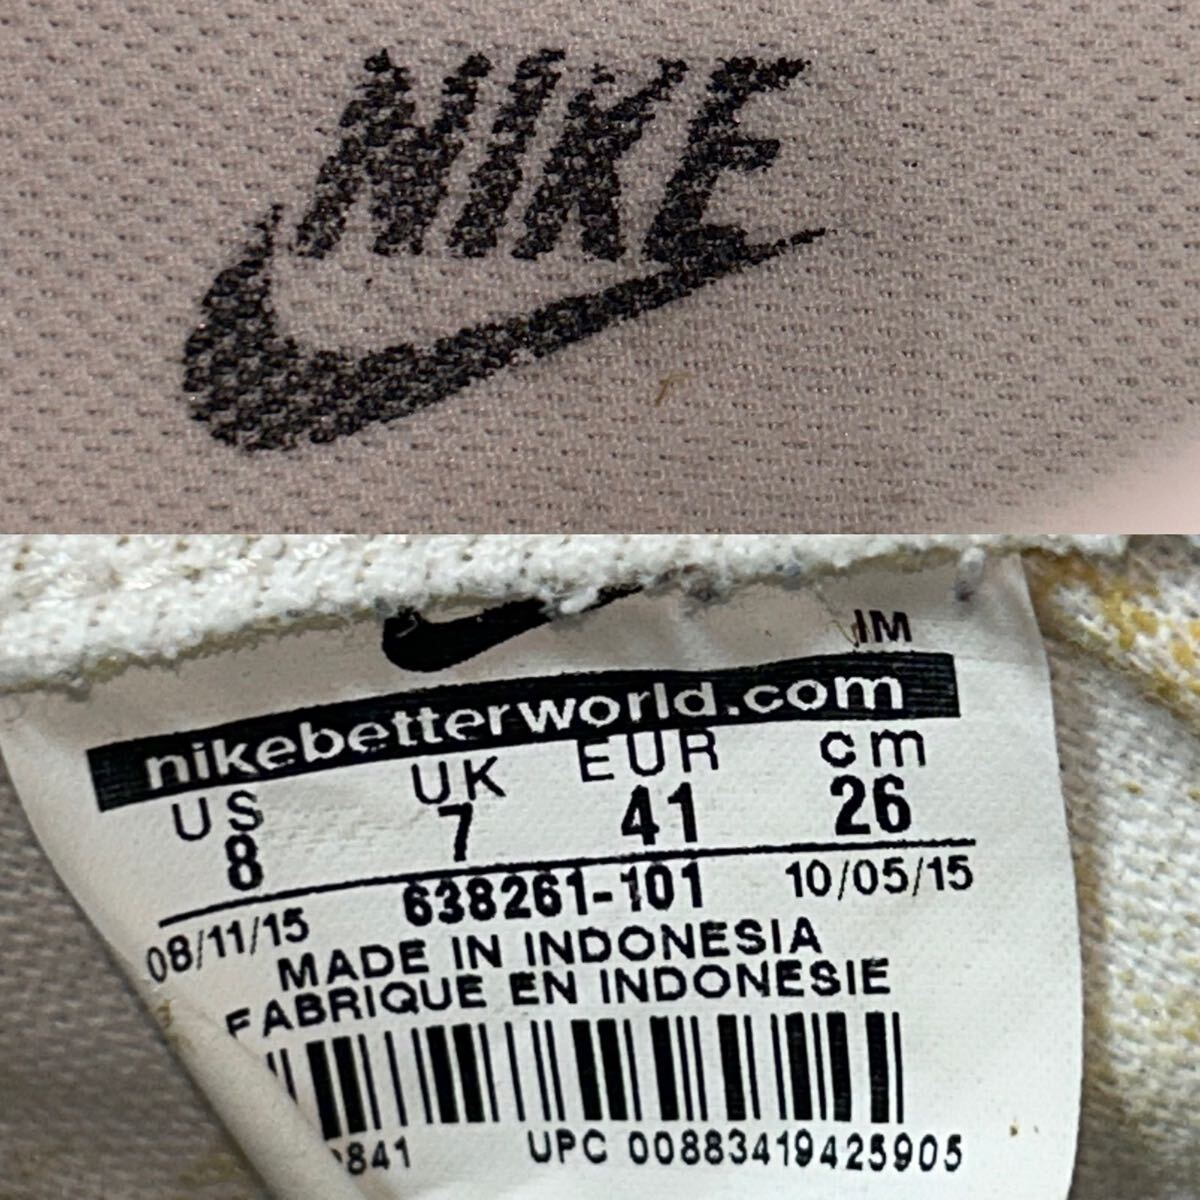 NIKE
IM
nikebetterworld.com
US UK EUR cm
8 7 41 26
08/11/15 638261-101 10/05/15
MADE IN INDONESIA
FABRIQUE EN INDONESIE
841 UPC 00883419425905